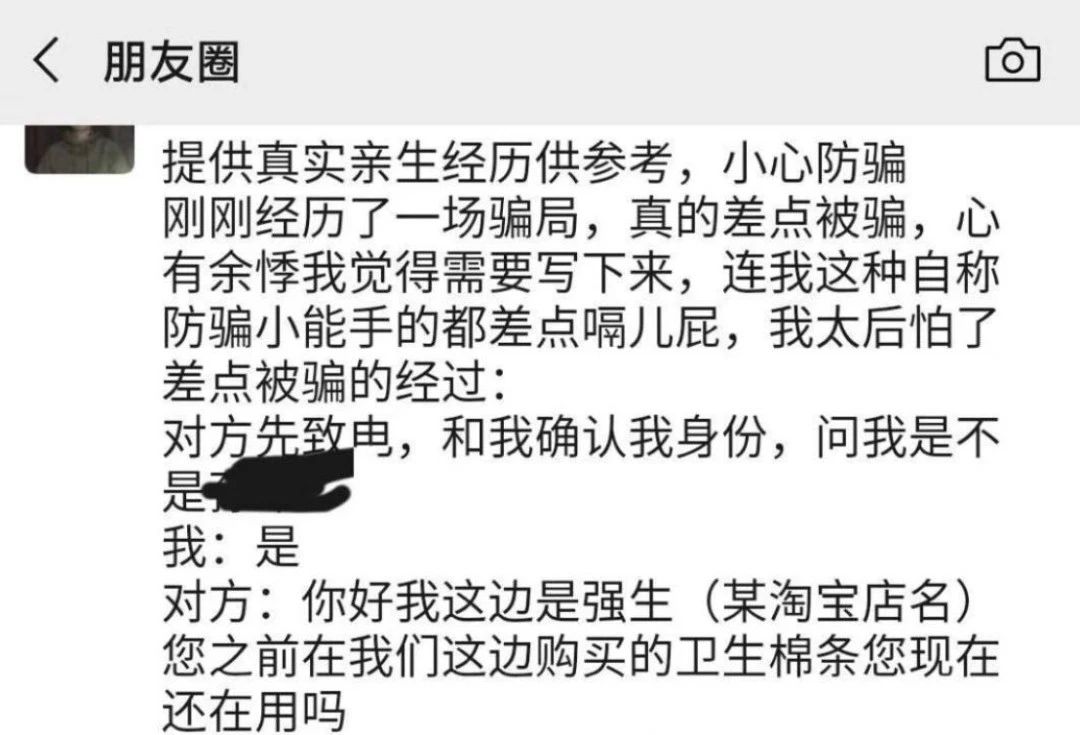 朋友圈
提供真实亲生经历供参考，小心防骗
刚刚经历了一场骗局，真的差点被骗，心
有余悸我觉得需要写下来，连我这种自称
防骗小能手的都差点嗝儿屁，我太后怕了
差点被骗的经过：
对方先致电，和我确认我身份，问我是不
是
我：是
对方：你好我这边是强生（某淘宝店名）
您之前在我们这边购买的卫生棉条您现在
还在用吗